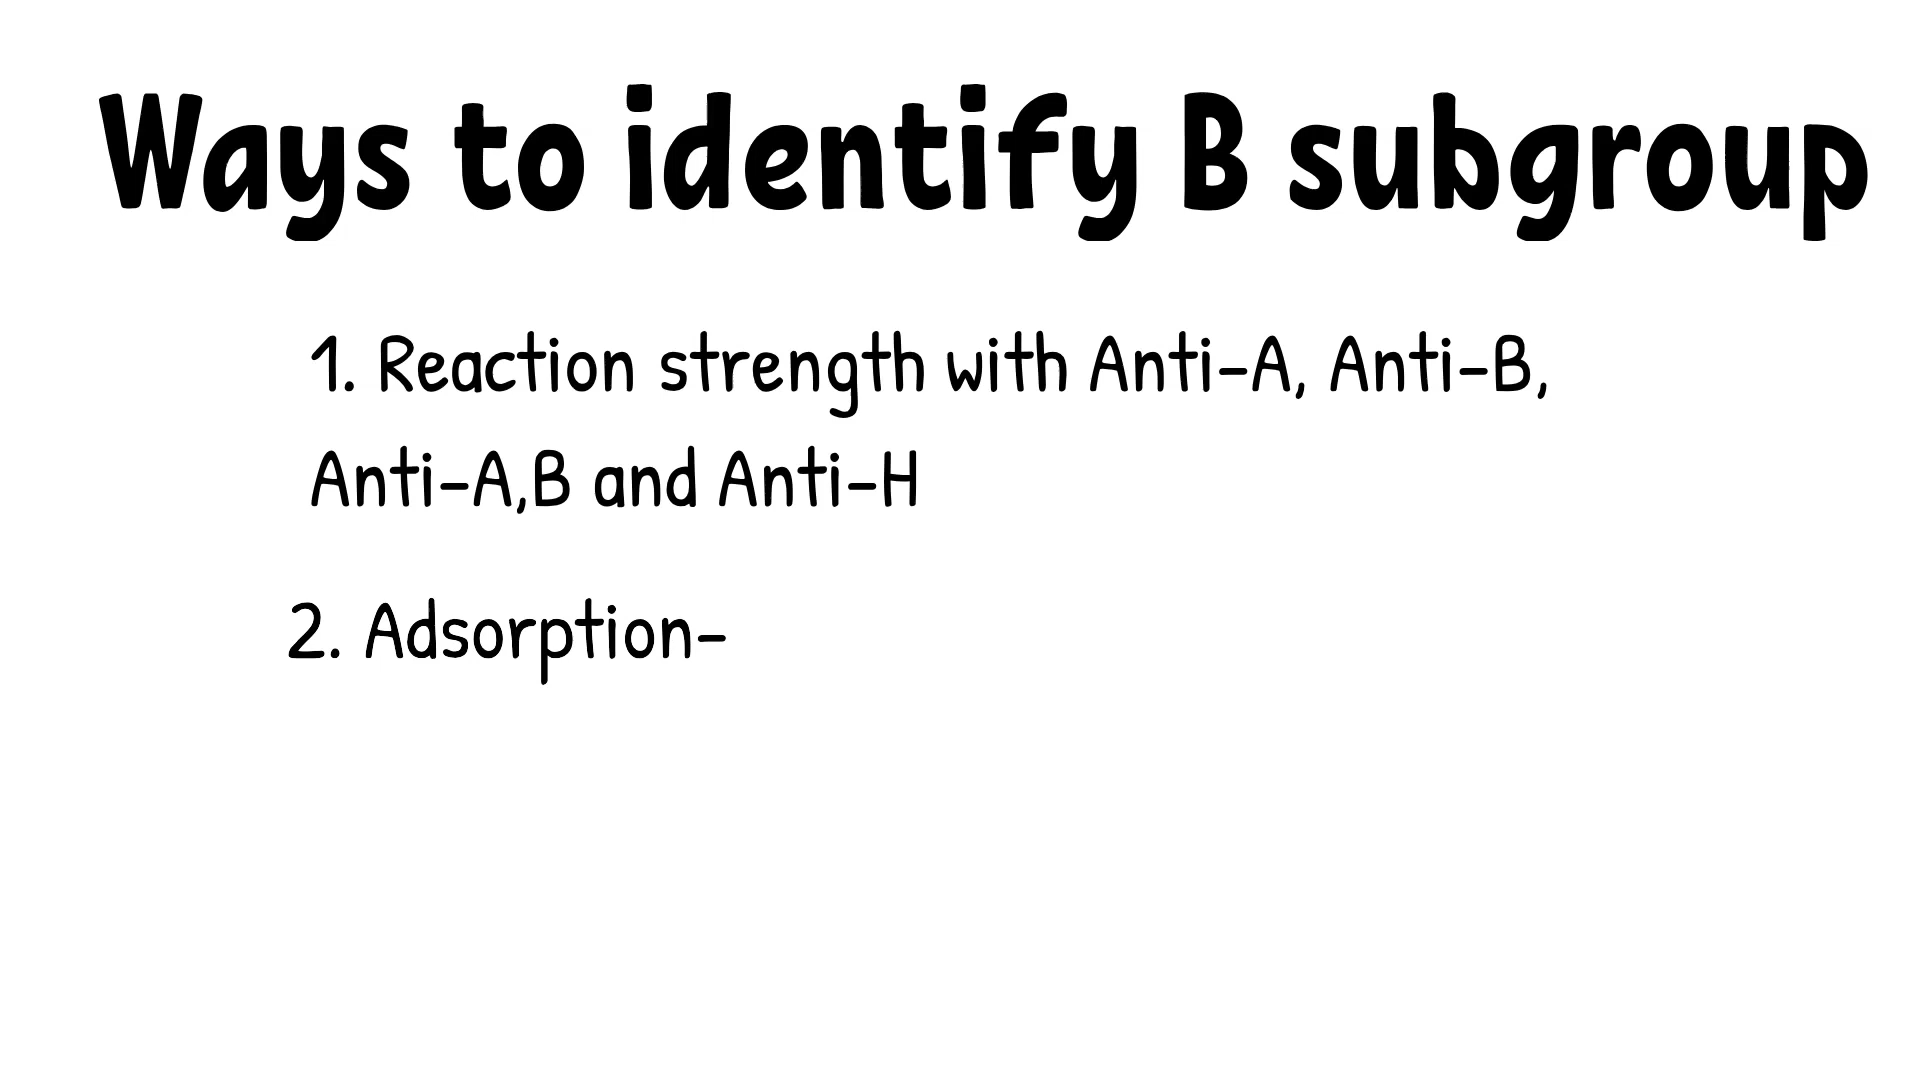 Ways to identify B subgroup
1. Reaction strength with Anti-A, Anti-B,
Anti-A,B and Anti-H
2. Adsorption-